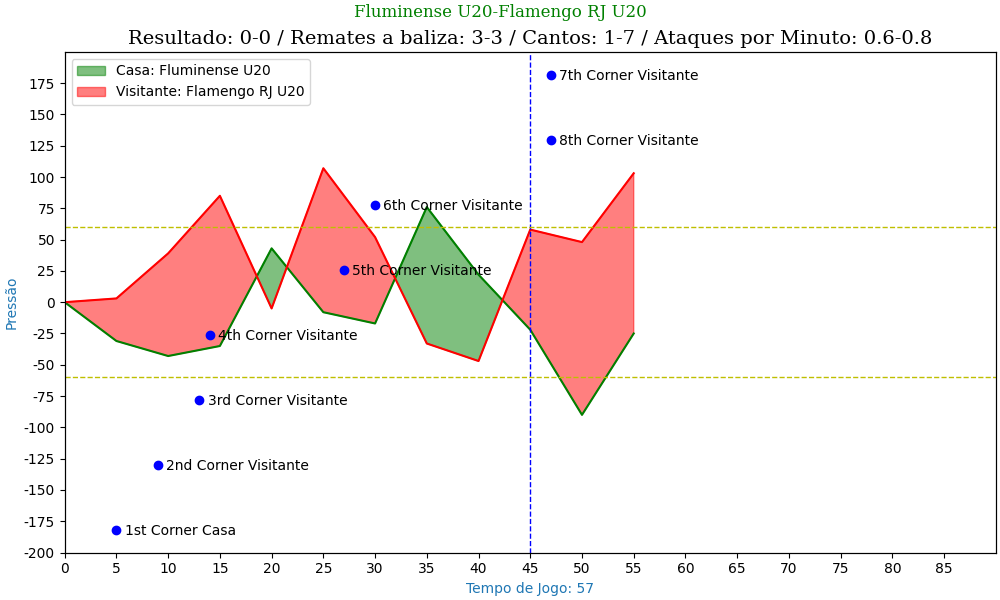 Fluminense U20-Flamengo RJ U20
Resultado: 0-0 / Remates a baliza: 3-3 / Cantos: 1-7 / Ataques por Minuto: 0.6-0.8
Casa: Fluminense U20
Visitante: Flamengo RJ U20
7th Corner Visitante
8th Corner Visitante
6th Corner Visitante
5th Corner Visitante
4th Corner Visitante
3rd Corner Visitante
2nd Corner Visitante
1st Corner Casa
Pressão
175
150
125
100
75
50
25
0
-25
-50
-75
-100
-125
-150
-175
-200
0 5 10 15 20 25 30 35 40 45 50 55 60 65 70 75 80 85
Tempo de Jogo: 57